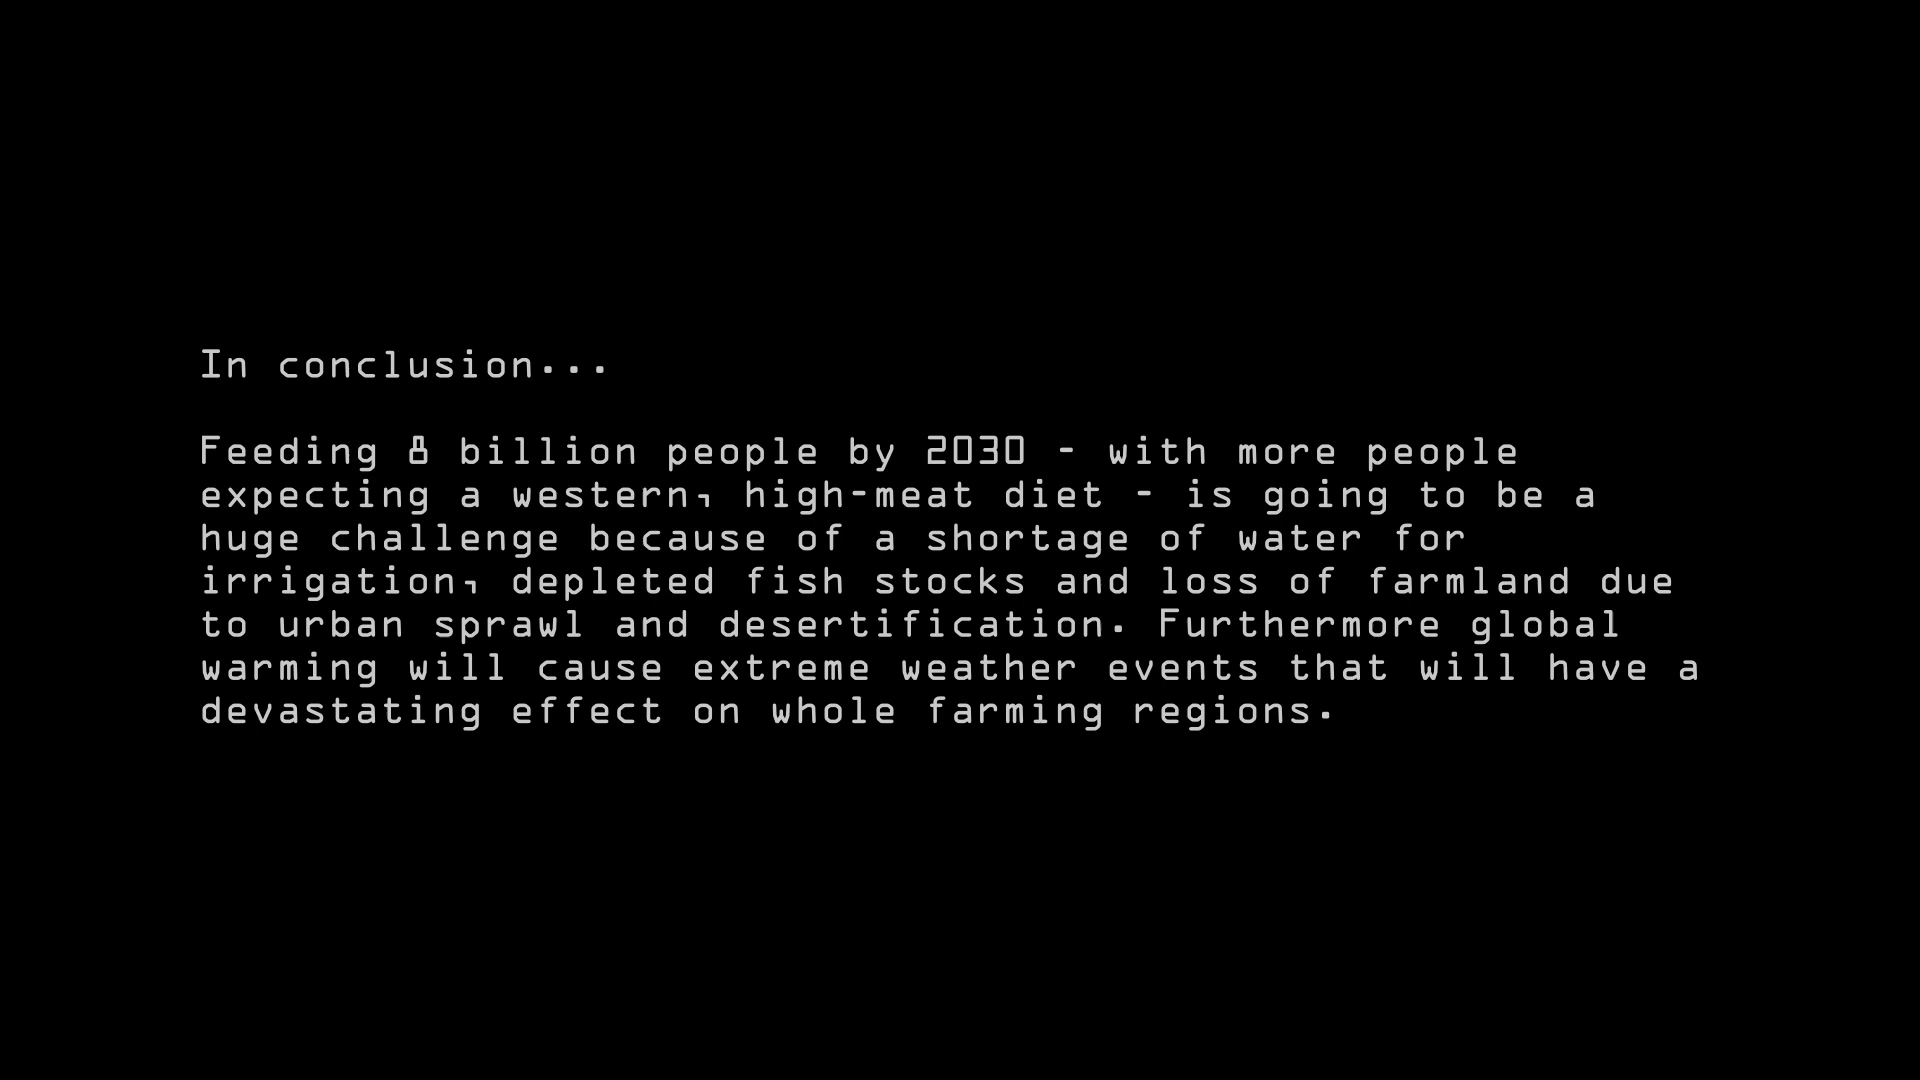 In conclusion...
Feeding 8 billion people by 2030 - with more people
expecting a western, high-meat diet - is going to be a
huge challenge because of a shortage of water for
irrigation, depleted fish stocks and loss of farmland due
to urban sprawl and desertification. Furthermore global
warming will cause extreme weather events that will have a
devastating effect on whole farming regions.